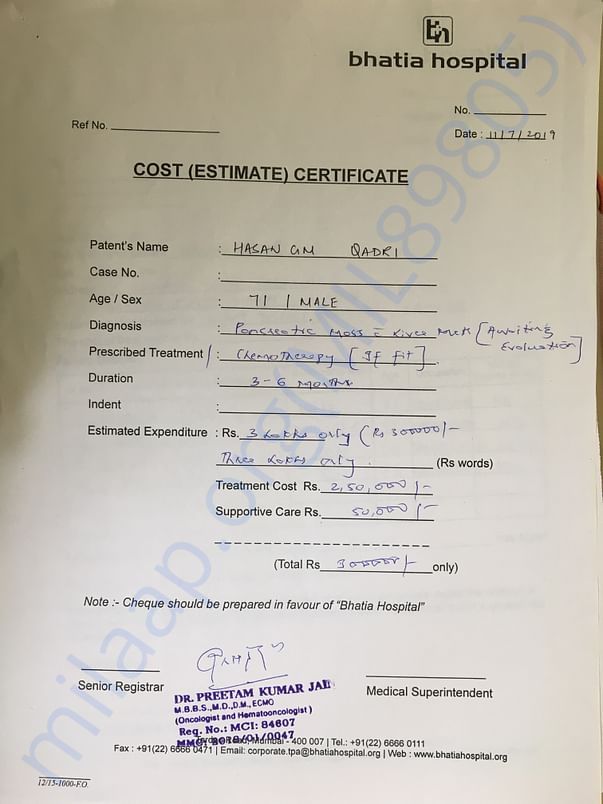 bhatia hospital
No.
Ref No.
Date : 11/7/2019
COST (ESTIMATE) CERTIFICATE
Patent's Name : HASAN GM QADRI
Case No. :
Age / Sex : 71 / MALE
Diagnosis : Pancreatic Mass c̄ Liver Mets [Awaiting
Evaluation]
Prescribed Treatment : Chemotherapy [If fit]
Duration : 3-6 Months
Indent :
Estimated Expenditure : Rs. 3 Lakhs only (Rs 300000/-
Three Lakhs only. (Rs words)
Treatment Cost Rs. 2,50,000/-
Supportive Care Rs. 50,000/-
(Total Rs 300000/- only)
Note :- Cheque should be prepared in favour of "Bhatia Hospital"
Senior Registrar
Medical Superintendent
DR. PREETAM KUMAR JAI
M.B.B.S., M.D., D.M., ECMO
(Oncologist and Hematooncologist)
Reg. No.: MCI: 84607
Road, Mumbai - 400 007 | Tel.: +91(22) 6666 0111
Fax : +91(22) 6666 0471 | Email: corporate.tpa@bhatiahospital.org | Web : www.bhatiahospital.org
12/15-1000-F.O.
milaap.org(MIL89805)